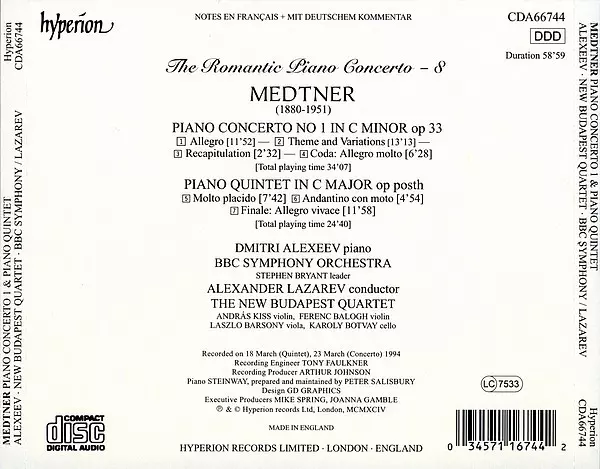 NOTES EN FRANÇAIS + MIT DEUTSCHEM KOMMENTAR
hyperion
CDA66744
DDD
Duration 58'59
The Romantic Piano Concerto – 8
MEDTNER
(1880-1951)
PIANO CONCERTO NO 1 IN C MINOR op 33
1 Allegro [11'52] — 2 Theme and Variations [13'13] —
3 Recapitulation [2'32] — 4 Coda: Allegro molto [6'28]
[Total playing time 34'07]
PIANO QUINTET IN C MAJOR op posth
5 Molto placido [7'42] 6 Andantino con moto [4'54]
7 Finale: Allegro vivace [11'58]
[Total playing time 24'40]
DMITRI ALEXEEV piano
BBC SYMPHONY ORCHESTRA
STEPHEN BRYANT leader
ALEXANDER LAZAREV conductor
THE NEW BUDAPEST QUARTET
ANDRÁS KISS violin, FERENC BALOGH violin
LASZLO BARSONY viola, KAROLY BOTVAY cello
Recorded on 18 March (Quintet), 23 March (Concerto) 1994
Recording Engineer TONY FAULKNER
Recording Producer ARTHUR JOHNSON
Piano STEINWAY, prepared and maintained by PETER SALISBURY
Design GD GRAPHICS
Executive Producers MIKE SPRING, JOANNA GAMBLE
℗ & © Hyperion records Ltd, London, MCMXCIV
MADE IN ENGLAND
HYPERION RECORDS LIMITED · LONDON · ENGLAND
COMPACT
disc
DIGITAL AUDIO
LC 7533
0 34571 16744 2
Hyperion
CDA66744
MEDTNER PIANO CONCERTO 1 & PIANO QUINTET
ALEXEEV · NEW BUDAPEST QUARTET · BBC SYMPHONY / LAZAREV
MEDTNER PIANO CONCERTO 1 & PIANO QUINTET
ALEXEEV · NEW BUDAPEST QUARTET · BBC SYMPHONY / LAZAREV
Hyperion
CDA66744